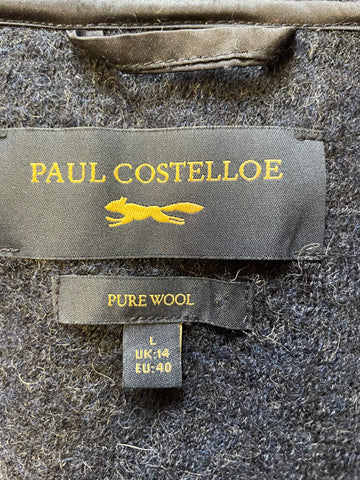 PAUL COSTELLOE
PURE WOOL
L
UK:14
EU:40